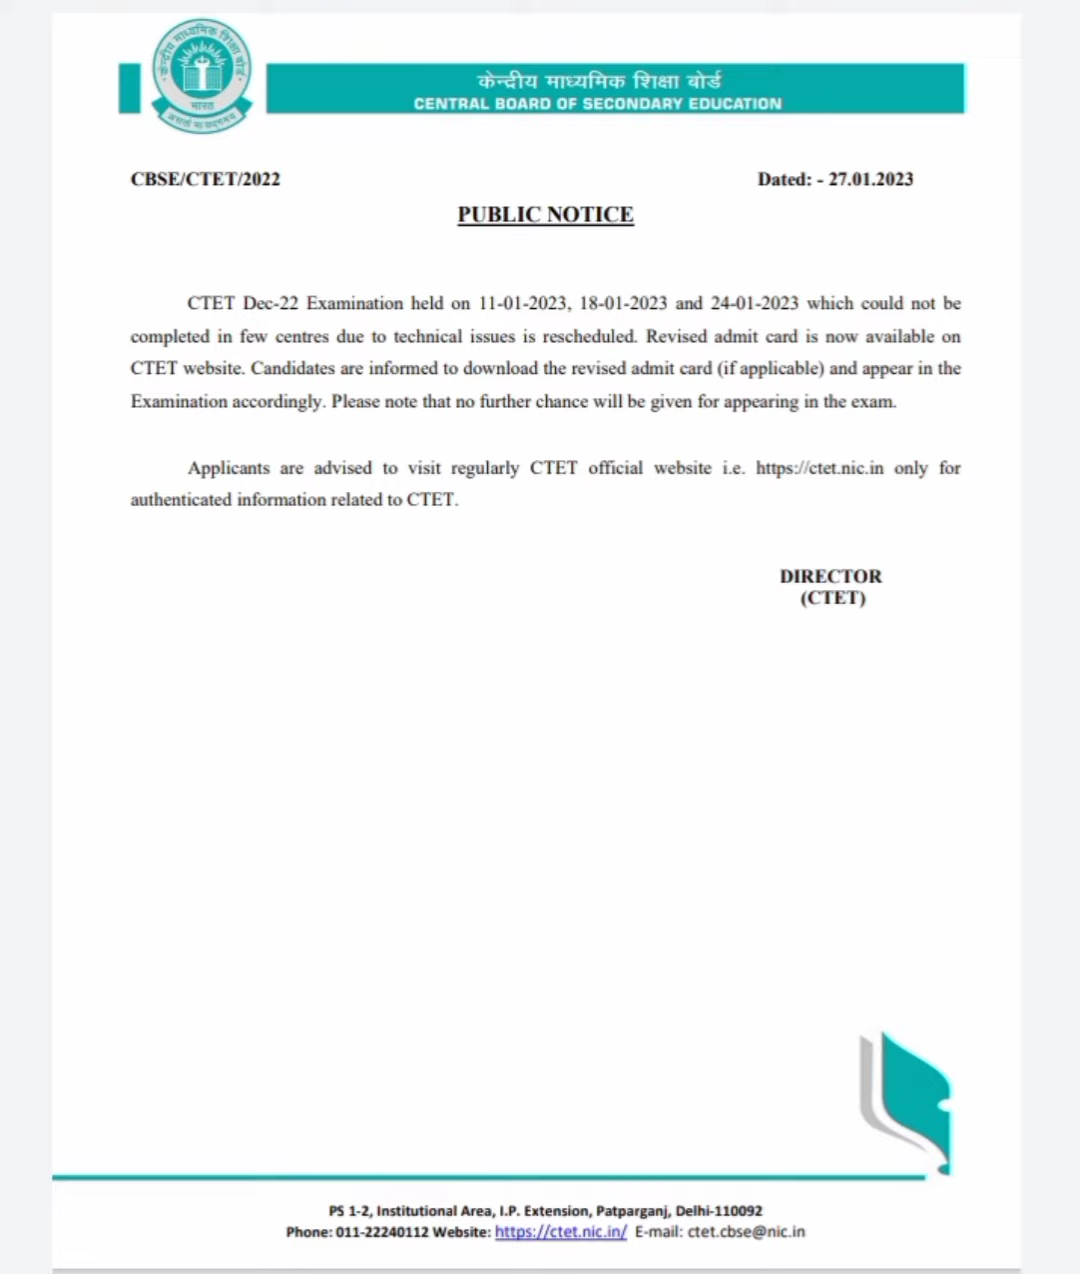 केन्द्रीय माध्यमिक शिक्षा बोर्ड
भारत
असतो मा सद्गमय
केन्द्रीय माध्यमिक शिक्षा बोर्ड
CENTRAL BOARD OF SECONDARY EDUCATION
CBSE/CTET/2022 Dated: - 27.01.2023
PUBLIC NOTICE
CTET Dec-22 Examination held on 11-01-2023, 18-01-2023 and 24-01-2023 which could not be
completed in few centres due to technical issues is rescheduled. Revised admit card is now available on
CTET website. Candidates are informed to download the revised admit card (if applicable) and appear in the
Examination accordingly. Please note that no further chance will be given for appearing in the exam.
Applicants are advised to visit regularly CTET official website i.e. https://ctet.nic.in only for
authenticated information related to CTET.
DIRECTOR
(CTET)
PS 1-2, Institutional Area, I.P. Extension, Patparganj, Delhi-110092
Phone: 011-22240112 Website: https://ctet.nic.in/ E-mail: ctet.cbse@nic.in